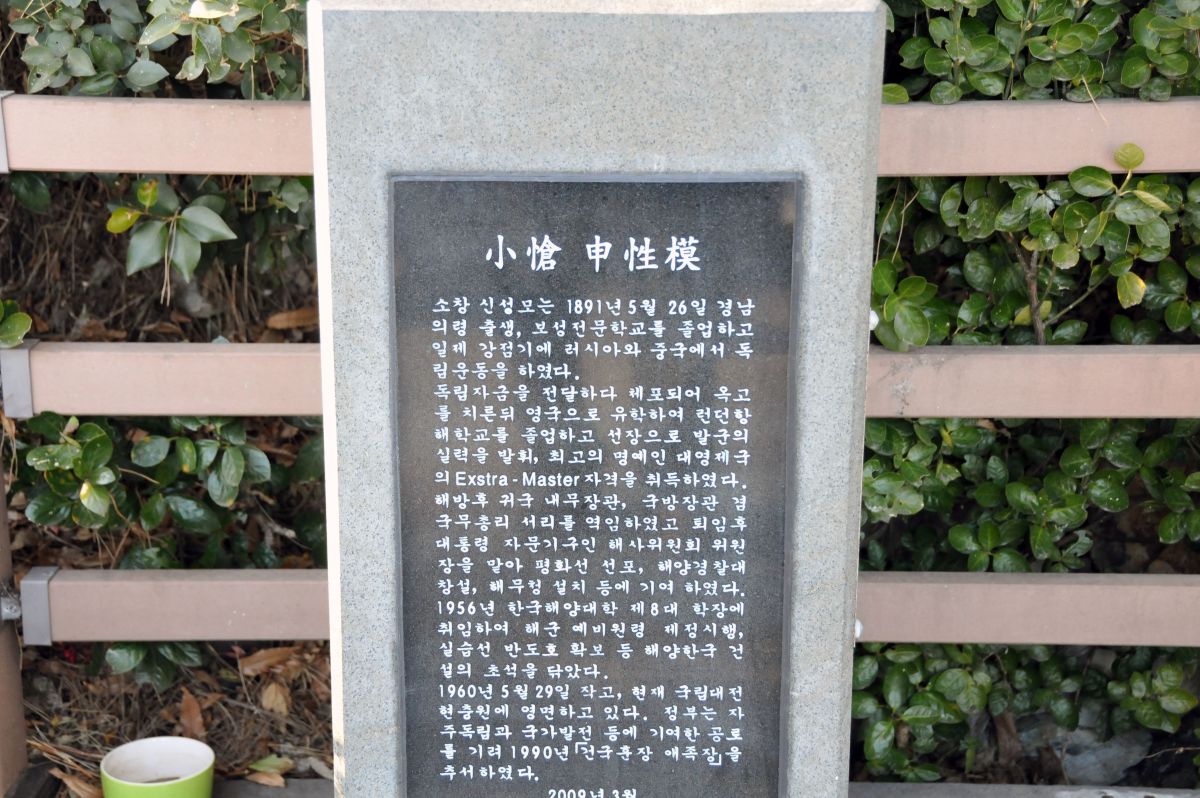 小愴 申性模
소창 신성모는 1891년 5월 26일 경남
의령 출생, 보성전문학교를 졸업하고
일제 강점기에 러시아와 중국에서 독
립운동을 하였다.
독립자금을 전달하다 체포되어 옥고
를 치른뒤 영국으로 유학하여 런던항
해학교를 졸업하고 선장으로 발군의
실력을 발휘, 최고의 명예인 대영제국
의 Exstra - Master 자격을 취득하였다.
해방후 귀국 내무장관, 국방장관 겸
국무총리 서리를 역임하였고 퇴임후
대통령 자문기구인 해사위원회 위원
장을 맡아 평화선 선포, 해양경찰대
창설, 해무청 설치 등에 기여 하였다.
1956년 한국해양대학 제8대 학장에
취임하여 해군 예비원령 제정시행,
실습선 반도호 확보 등 해양한국 건
설의 초석을 닦았다.
1960년 5월 29일 작고, 현재 국립대전
현충원에 영면하고 있다. 정부는 자
주독립과 국가발전 등에 기여한 공로
를 기려 1990년 「건국훈장 애족장」을
추서하였다.
2009년 3월